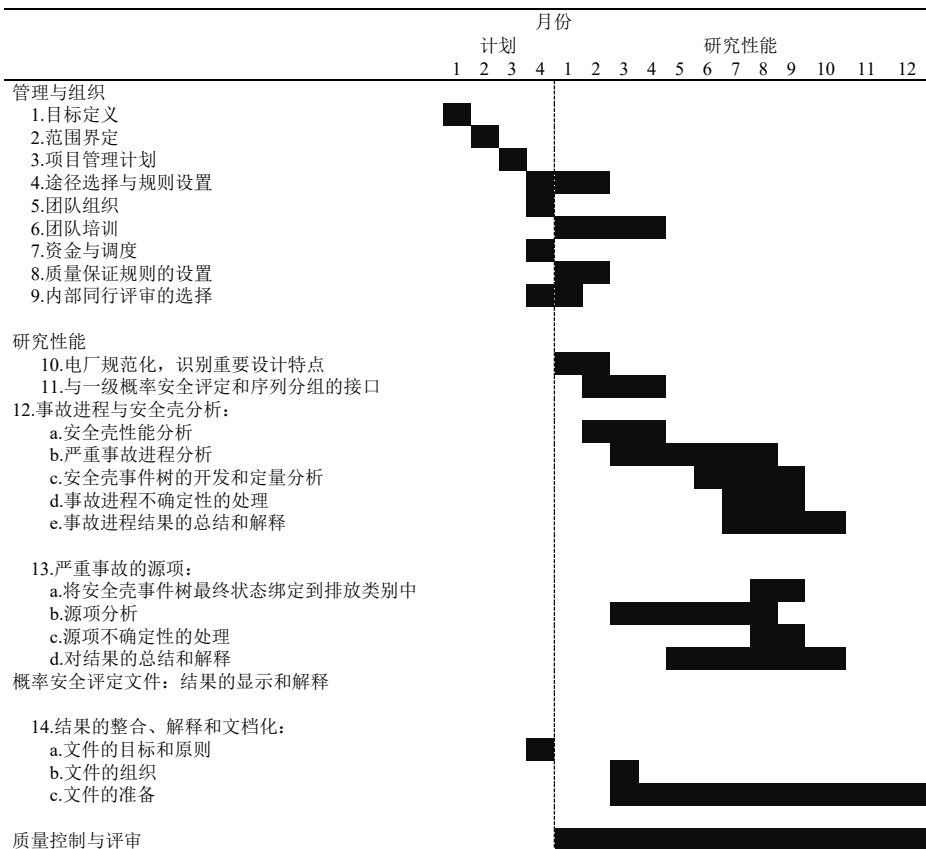 月份
计划 研究性能
1 2 3 4 1 2 3 4 5 6 7 8 9 10 11 12
管理与组织
1.目标定义
2.范围界定
3.项目管理计划
4.途径选择与规则设置
5.团队组织
6.团队培训
7.资金与调度
8.质量保证规则的设置
9.内部同行评审的选择
研究性能
10.电厂规范化，识别重要设计特点
11.与一级概率安全评定和序列分组的接口
12.事故进程与安全壳分析：
a.安全壳性能分析
b.严重事故进程分析
c.安全壳事件树的开发和定量分析
d.事故进程不确定性的处理
e.事故进程结果的总结和解释
13.严重事故的源项：
a.将安全壳事件树最终状态绑定到排放类别中
b.源项分析
c.源项不确定性的处理
d.对结果的总结和解释
概率安全评定文件：结果的显示和解释
14.结果的整合、解释和文档化：
a.文件的目标和原则
b.文件的组织
c.文件的准备
质量控制与评审